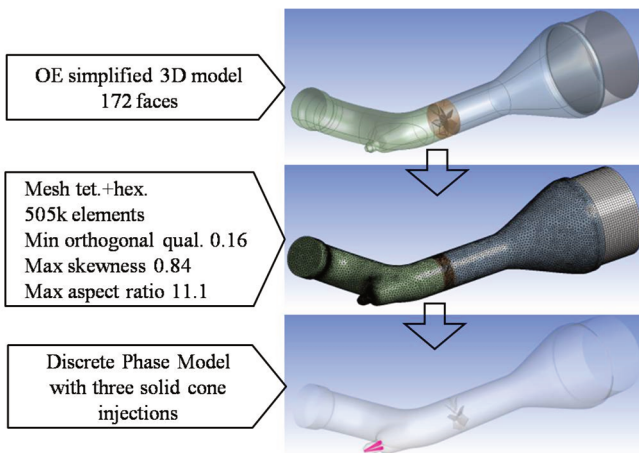 OE simplified 3D model
172 faces
Mesh tet.+hex.
505k elements
Min orthogonal qual. 0.16
Max skewness 0.84
Max aspect ratio 11.1
Discrete Phase Model
with three solid cone
injections